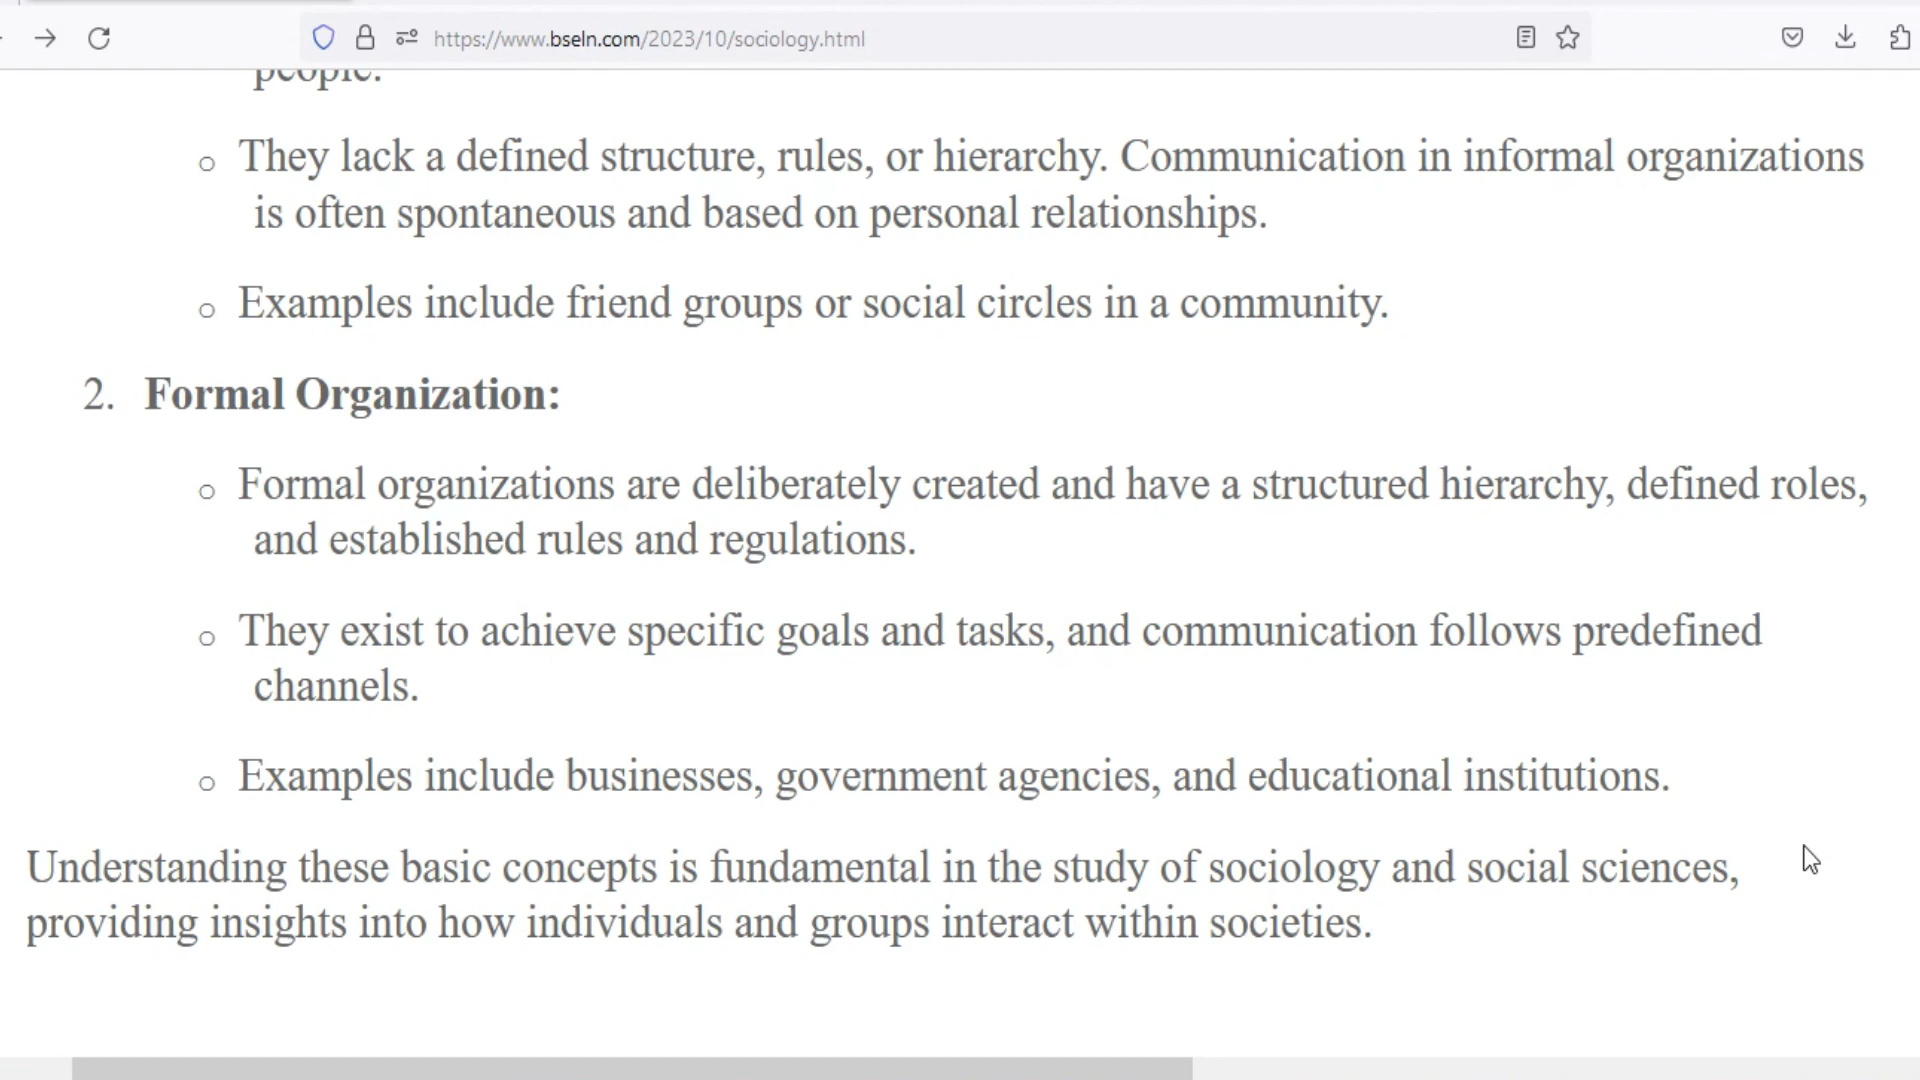 https://www.bseln.com/2023/10/sociology.html
people.
They lack a defined structure, rules, or hierarchy. Communication in informal organizations
is often spontaneous and based on personal relationships.
Examples include friend groups or social circles in a community.
2. Formal Organization:
Formal organizations are deliberately created and have a structured hierarchy, defined roles,
and established rules and regulations.
They exist to achieve specific goals and tasks, and communication follows predefined
channels.
Examples include businesses, government agencies, and educational institutions.
Understanding these basic concepts is fundamental in the study of sociology and social sciences,
providing insights into how individuals and groups interact within societies.